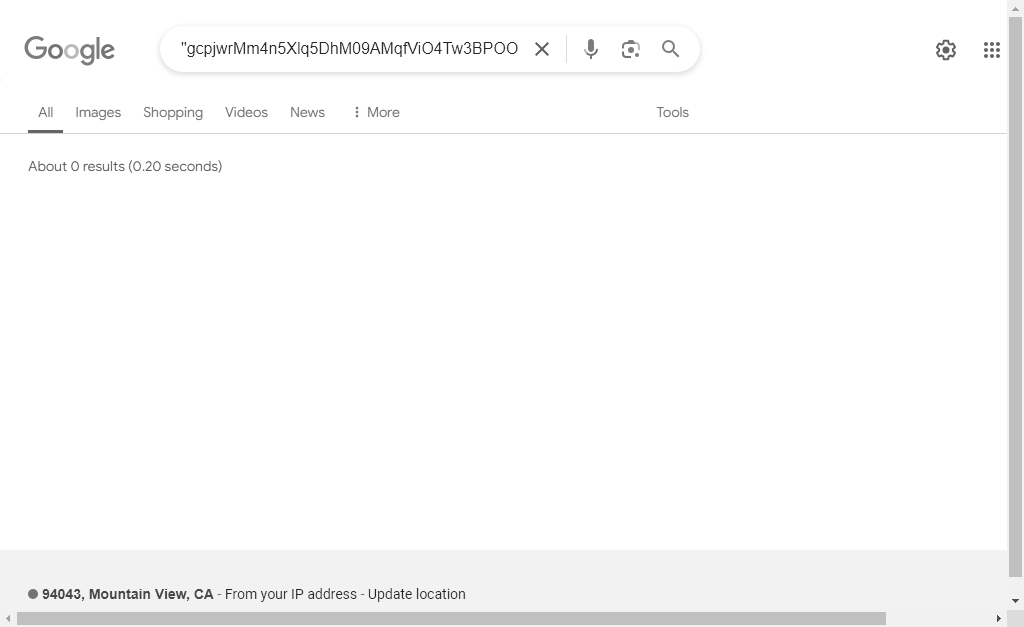 Google
"gcpjwrMm4n5Xlq5DhM09AMqfViO4Tw3BPOO
All Images Shopping Videos News More Tools
About 0 results (0.20 seconds)
94043, Mountain View, CA - From your IP address - Update location